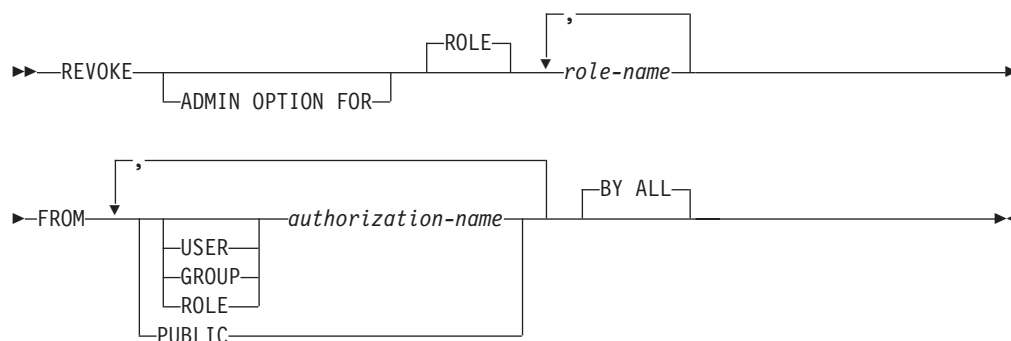 ROLE
,
REVOKE
role-name
ADMIN OPTION FOR
,
BY ALL
FROM
authorization-name
USER
GROUP
ROLE
PUBLIC